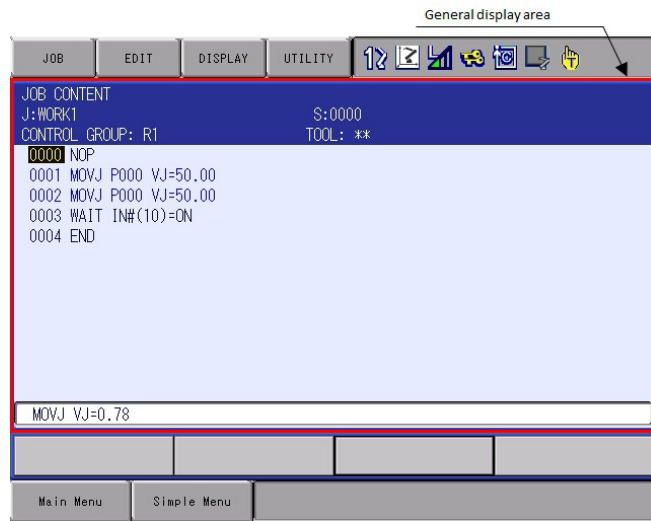 General display area
JOB EDIT DISPLAY UTILITY
JOB CONTENT
J:WORK1 S:0000
CONTROL GROUP: R1 TOOL: **
0000 NOP
0001 MOVJ P000 VJ=50.00
0002 MOVJ P000 VJ=50.00
0003 WAIT IN#(10)=ON
0004 END
MOVJ VJ=0.78
Main Menu Simple Menu